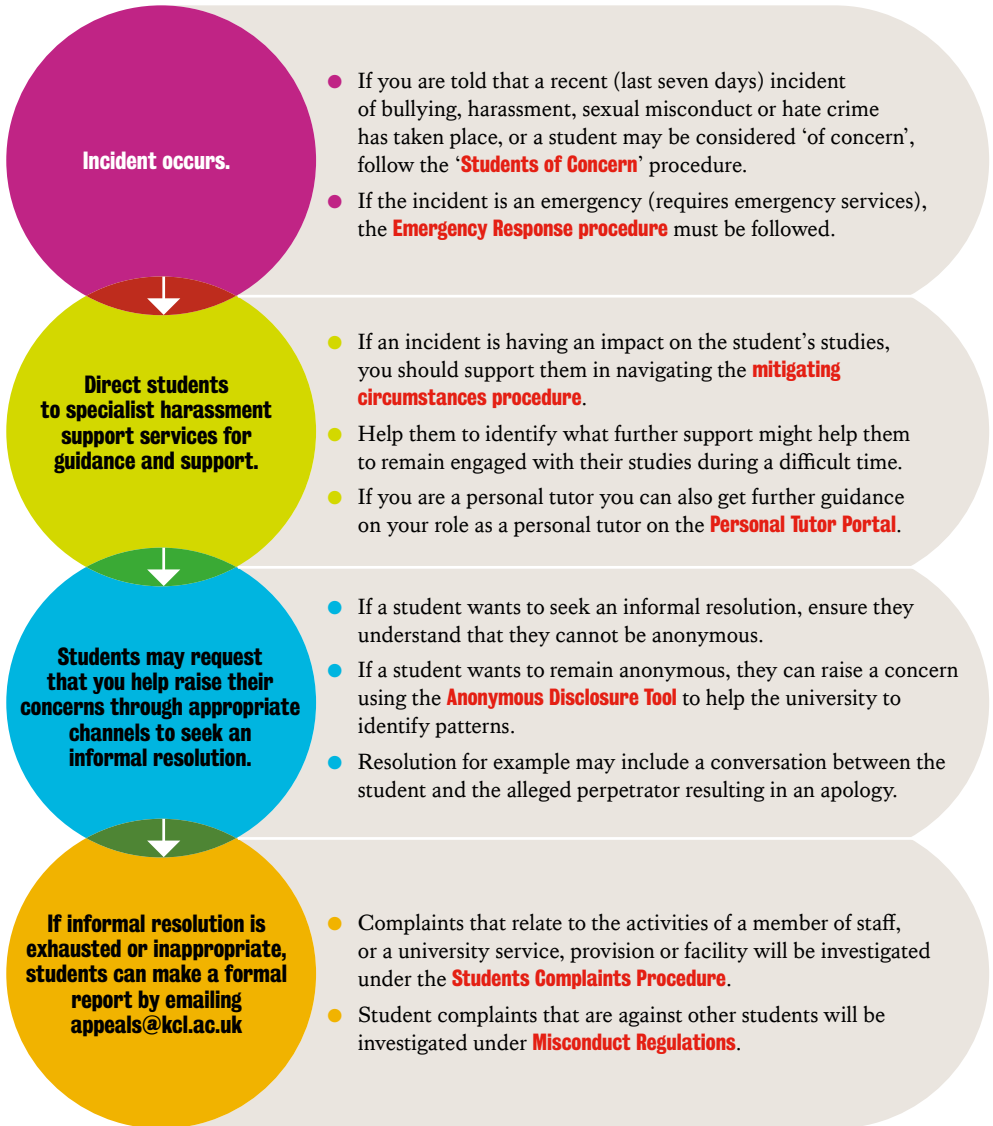 Incident occurs.
● If you are told that a recent (last seven days) incident
of bullying, harassment, sexual misconduct or hate crime
has taken place, or a student may be considered ‘of concern’,
follow the ‘Students of Concern’ procedure.
● If the incident is an emergency (requires emergency services),
the Emergency Response procedure must be followed.
Direct students
to specialist harassment
support services for
guidance and support.
● If an incident is having an impact on the student’s studies,
you should support them in navigating the mitigating
circumstances procedure.
● Help them to identify what further support might help them
to remain engaged with their studies during a difficult time.
● If you are a personal tutor you can also get further guidance
on your role as a personal tutor on the Personal Tutor Portal.
Students may request
that you help raise their
concerns through appropriate
channels to seek an
informal resolution.
● If a student wants to seek an informal resolution, ensure they
understand that they cannot be anonymous.
● If a student wants to remain anonymous, they can raise a concern
using the Anonymous Disclosure Tool to help the university to
identify patterns.
● Resolution for example may include a conversation between the
student and the alleged perpetrator resulting in an apology.
If informal resolution is
exhausted or inappropriate,
students can make a formal
report by emailing
appeals@kcl.ac.uk
● Complaints that relate to the activities of a member of staff,
or a university service, provision or facility will be investigated
under the Students Complaints Procedure.
● Student complaints that are against other students will be
investigated under Misconduct Regulations.